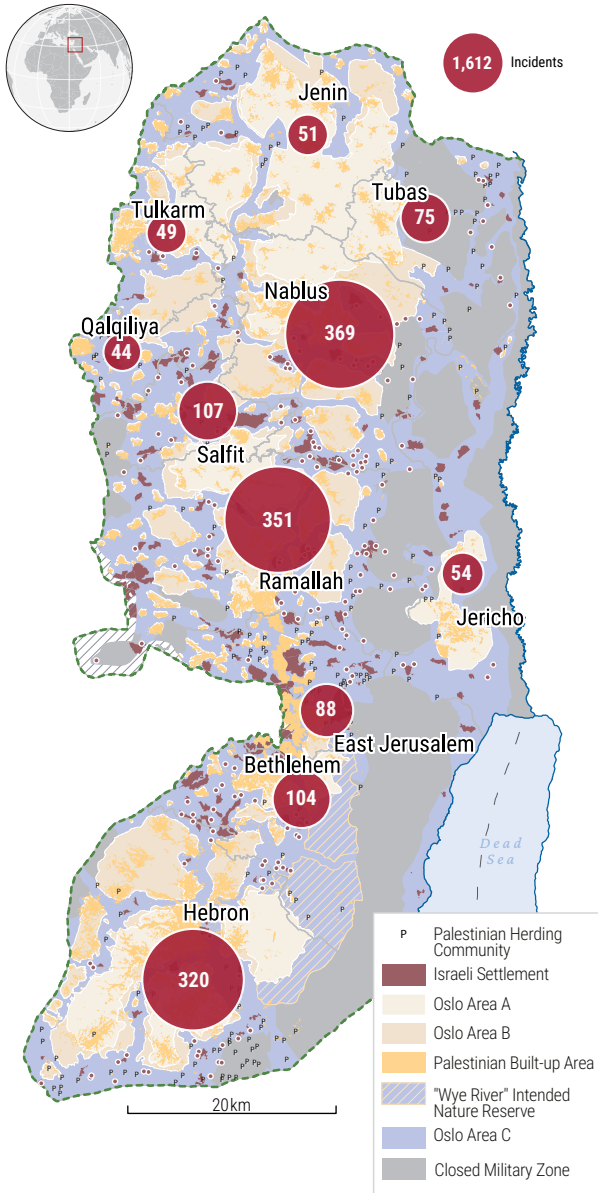 1,612 Incidents
Jenin
51
Tubas
75
Tulkarm
49
Nablus
369
Qalqiliya
44
107
Salfit
351
Ramallah
54
Jericho
88
East Jerusalem
Bethlehem
104
Dead
Sea
Hebron
320
20km
P Palestinian Herding
Community
Israeli Settlement
Oslo Area A
Oslo Area B
Palestinian Built-up Area
"Wye River" Intended
Nature Reserve
Oslo Area C
Closed Military Zone